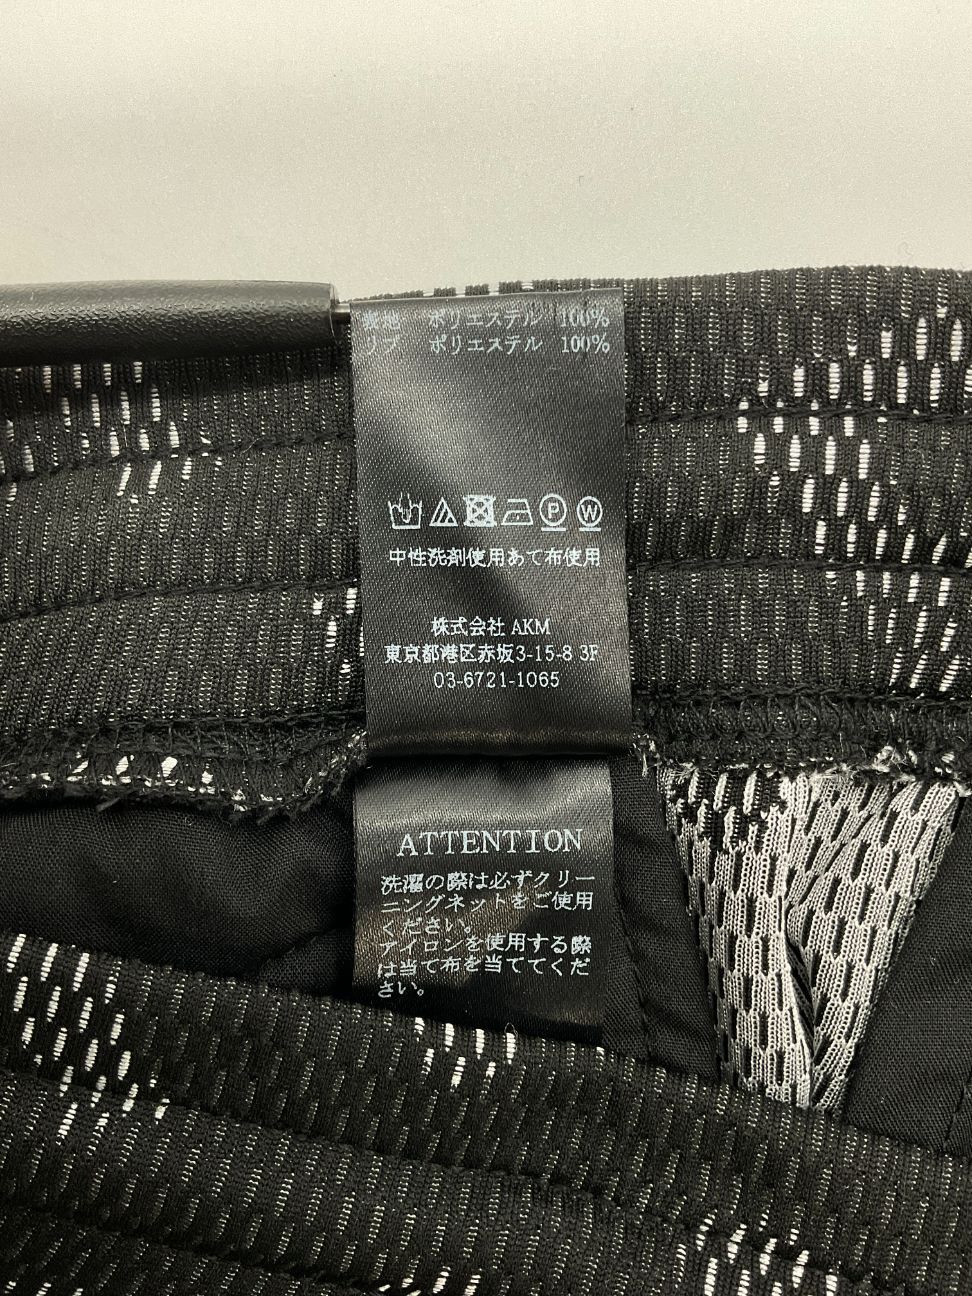 表地 ポリエステル 100%
リブ ポリエステル 100%
P W
中性洗剤使用あて布使用
株式会社 AKM
東京都港区赤坂3-15-8 3F
03-6721-1065
ATTENTION
洗濯の際は必ずクリー
ニングネットをご使用
ください。
アイロンを使用する際
は当て布を当ててくだ
さい。